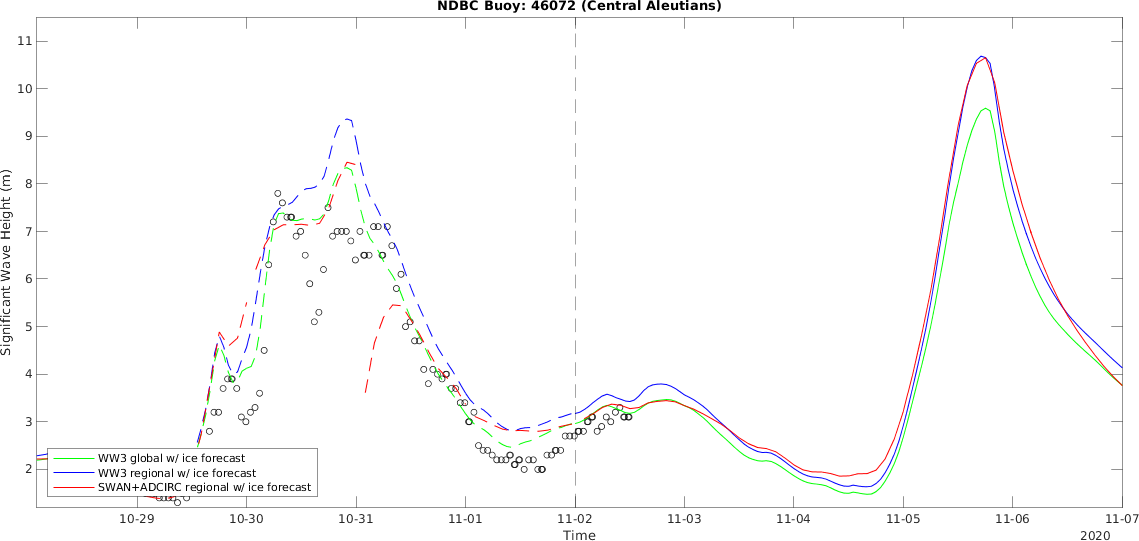 NDBC Buoy: 46072 (Central Aleutians)
Significant Wave Height (m)
11
10
9
8
7
6
5
4
3
2
WW3 global w/ ice forecast
WW3 regional w/ ice forecast
SWAN+ADCIRC regional w/ ice forecast
10-29 10-30 10-31 11-01 11-02 11-03 11-04 11-05 11-06 11-07
Time
2020